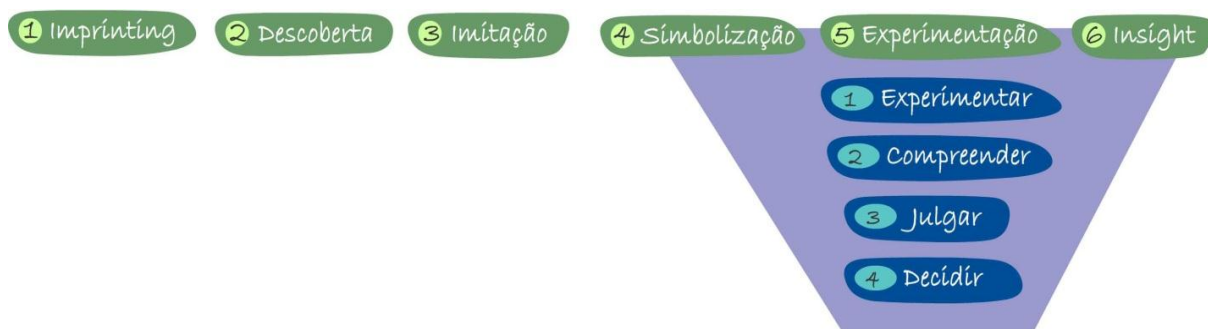 1 Imprinting 2 Descoberta 3 Imitação 4 Simbolização 5 Experimentação 6 Insight
1 Experimentar
2 Compreender
3 Julgar
4 Decidir